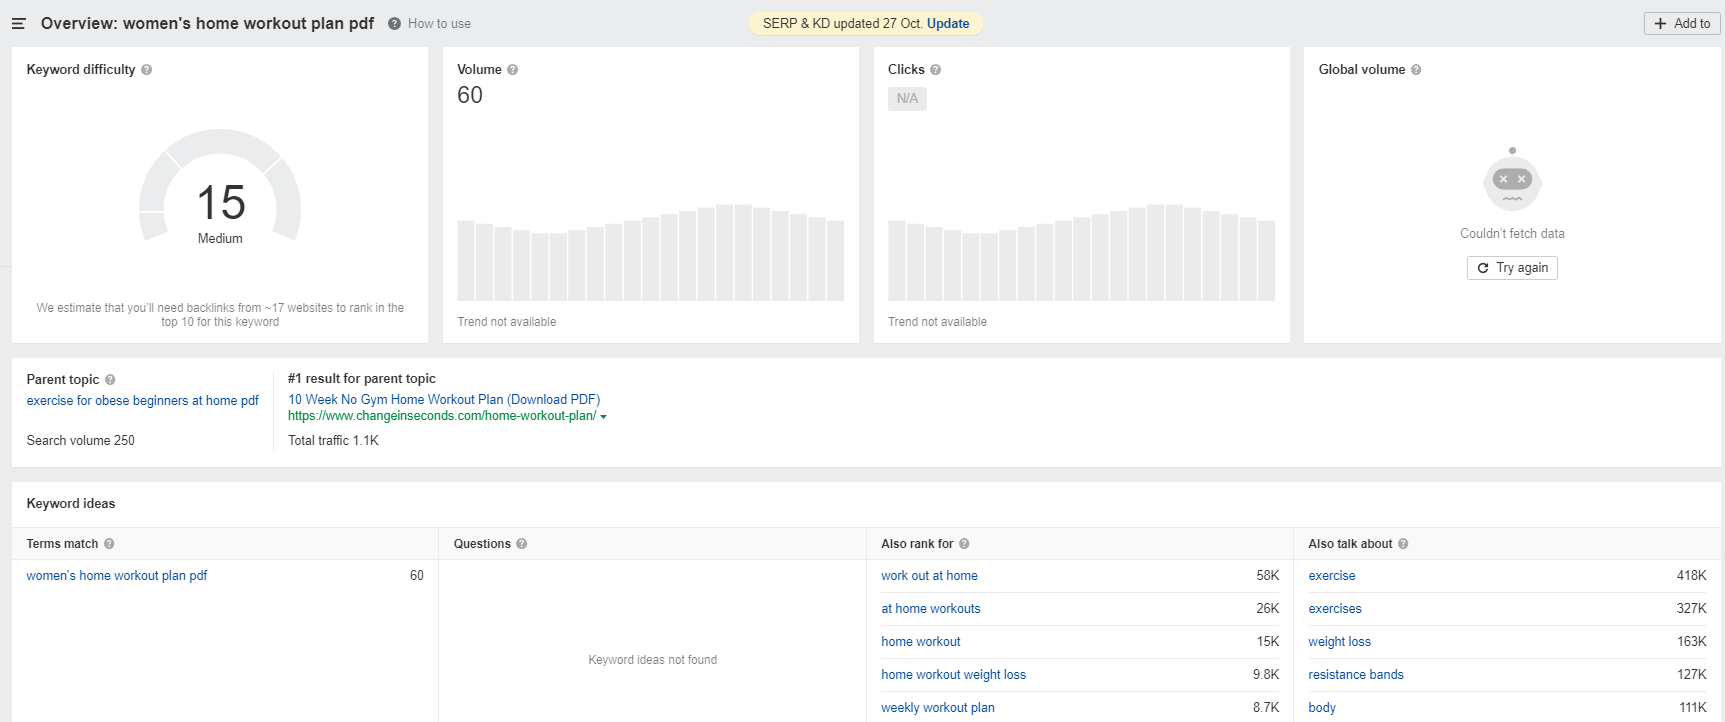 Overview: women's home workout plan pdf
How to use
SERP & KD updated 27 Oct. Update
Add to
Keyword difficulty
15
Medium
We estimate that you'll need backlinks from ~17 websites to rank in the
top 10 for this keyword
Volume
60
Trend not available
Clicks
N/A
Trend not available
Global volume
Couldn't fetch data
Try again
Parent topic
exercise for obese beginners at home pdf
Search volume 250
#1 result for parent topic
10 Week No Gym Home Workout Plan (Download PDF)
https://www.changeinseconds.com/home-workout-plan/
Total traffic 1.1K
Keyword ideas
Terms match
women's home workout plan pdf 60
Questions
Keyword ideas not found
Also rank for
work out at home 58K
at home workouts 26K
home workout 15K
home workout weight loss 9.8K
weekly workout plan 8.7K
Also talk about
exercise 418K
exercises 327K
weight loss 163K
resistance bands 127K
body 111K